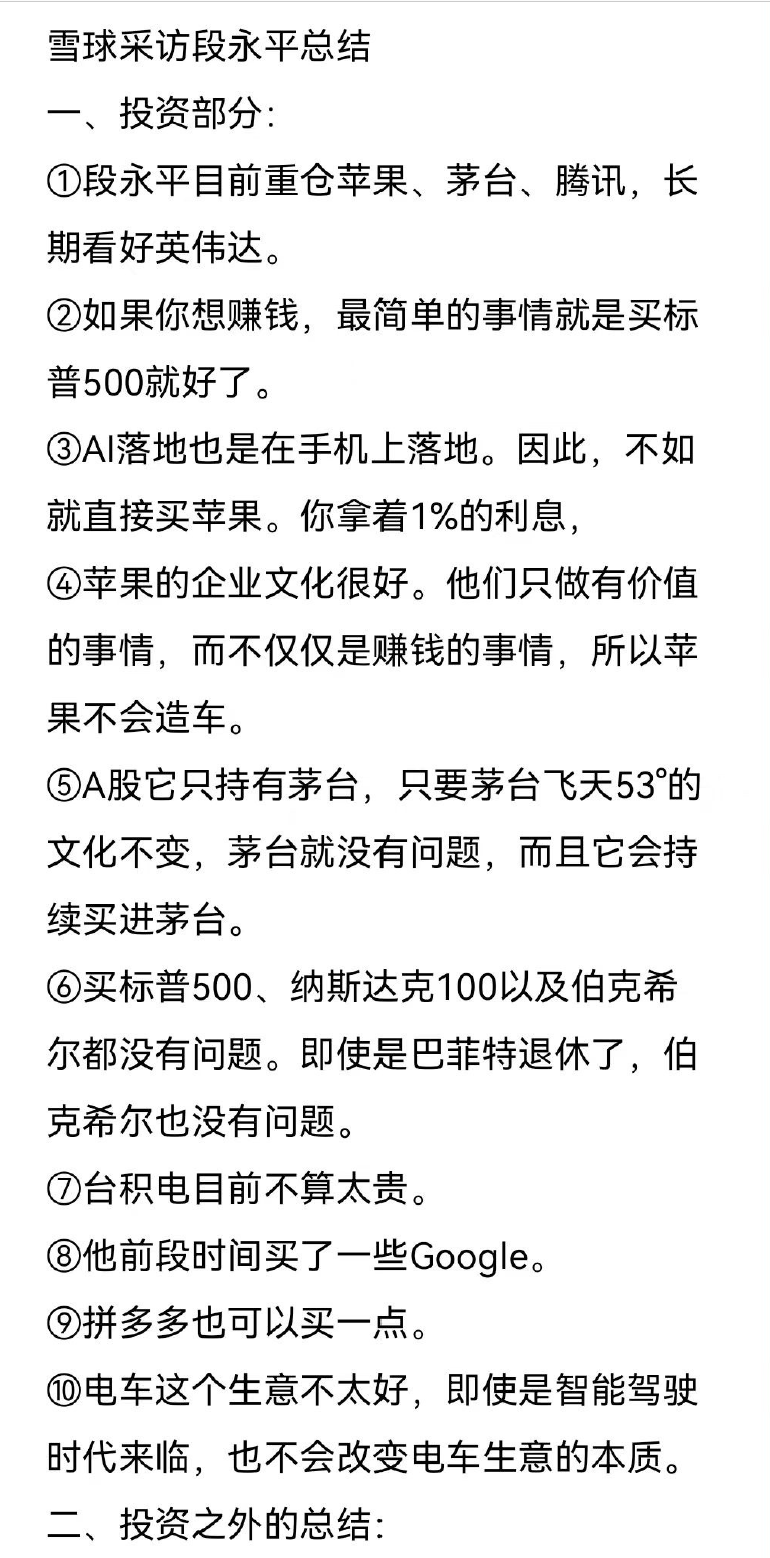 雪球采访段永平总结
一、投资部分：
①段永平目前重仓苹果、茅台、腾讯，长
期看好英伟达。
②如果你想赚钱，最简单的事情就是买标
普500就好了。
③AI落地也是在手机上落地。因此，不如
就直接买苹果。你拿着1%的利息，
④苹果的企业文化很好。他们只做有价值
的事情，而不仅仅是赚钱的事情，所以苹
果不会造车。
⑤A股它只持有茅台，只要茅台飞天53°的
文化不变，茅台就没有问题，而且它会持
续买进茅台。
⑥买标普500、纳斯达克100以及伯克希
尔都没有问题。即使是巴菲特退休了，伯
克希尔也没有问题。
⑦台积电目前不算太贵。
⑧他前段时间买了一些Google。
⑨拼多多也可以买一点。
⑩电车这个生意不太好，即使是智能驾驶
时代来临，也不会改变电车生意的本质。
二、投资之外的总结：